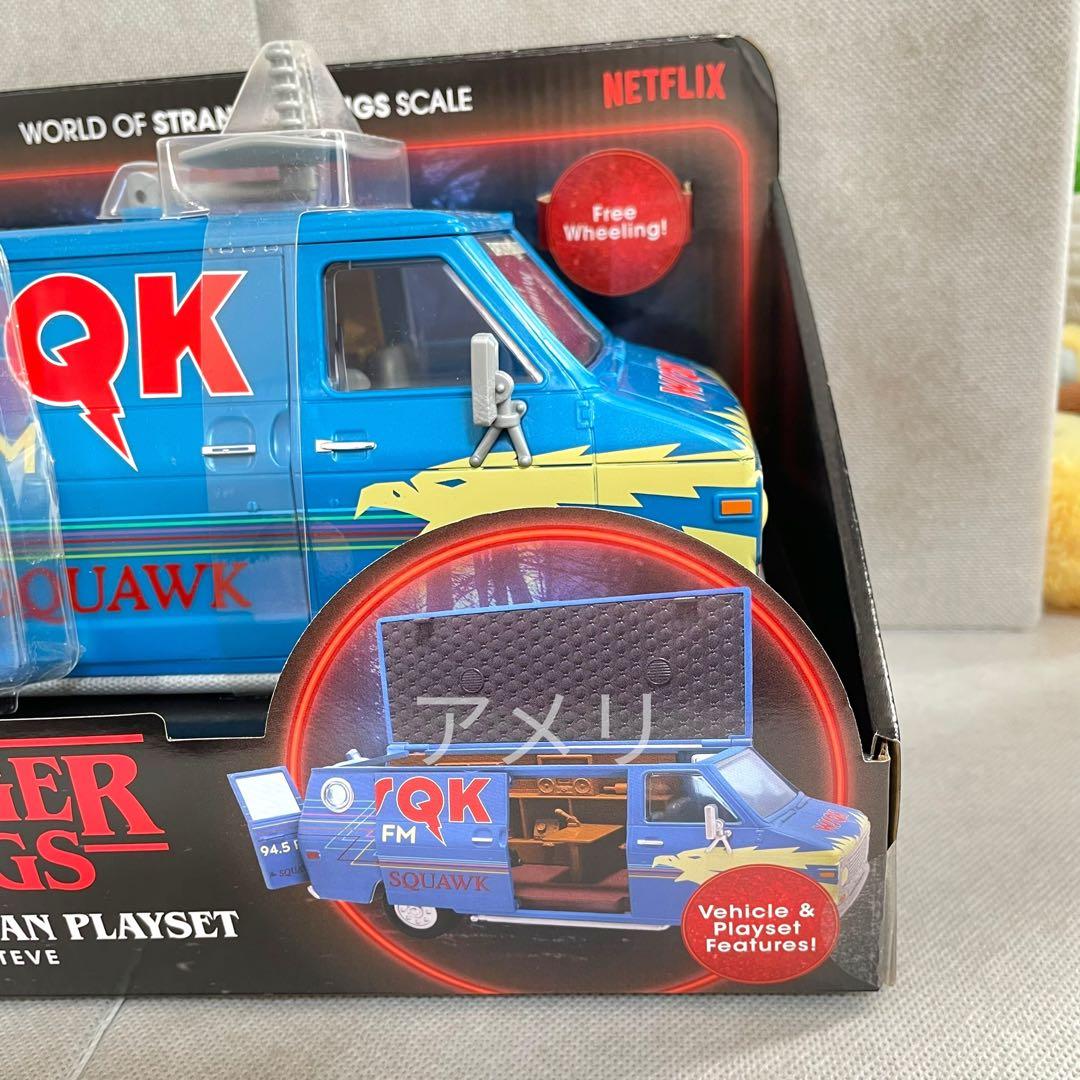 WORLD OF STRAN GS SCALE
NETFLIX
Free
Wheeling!
QK
M
SQUAWK
GER
GS
AN PLAYSET
TEVE
アメリ
QK
FM
94.5
SQUAWK
Vehicle &
Playset
Features!